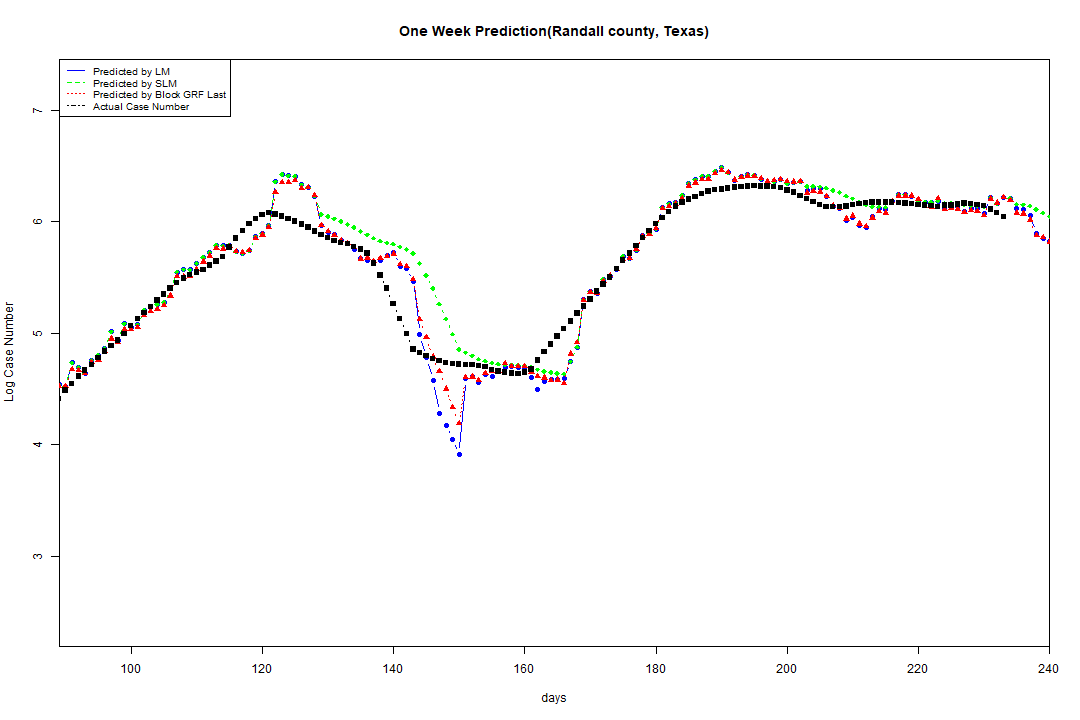 One Week Prediction(Randall county, Texas)
Predicted by LM
Predicted by SLM
Predicted by Block GRF Last
Actual Case Number
7
6
5
4
3
Log Case Number
100 120 140 160 180 200 220 240
days